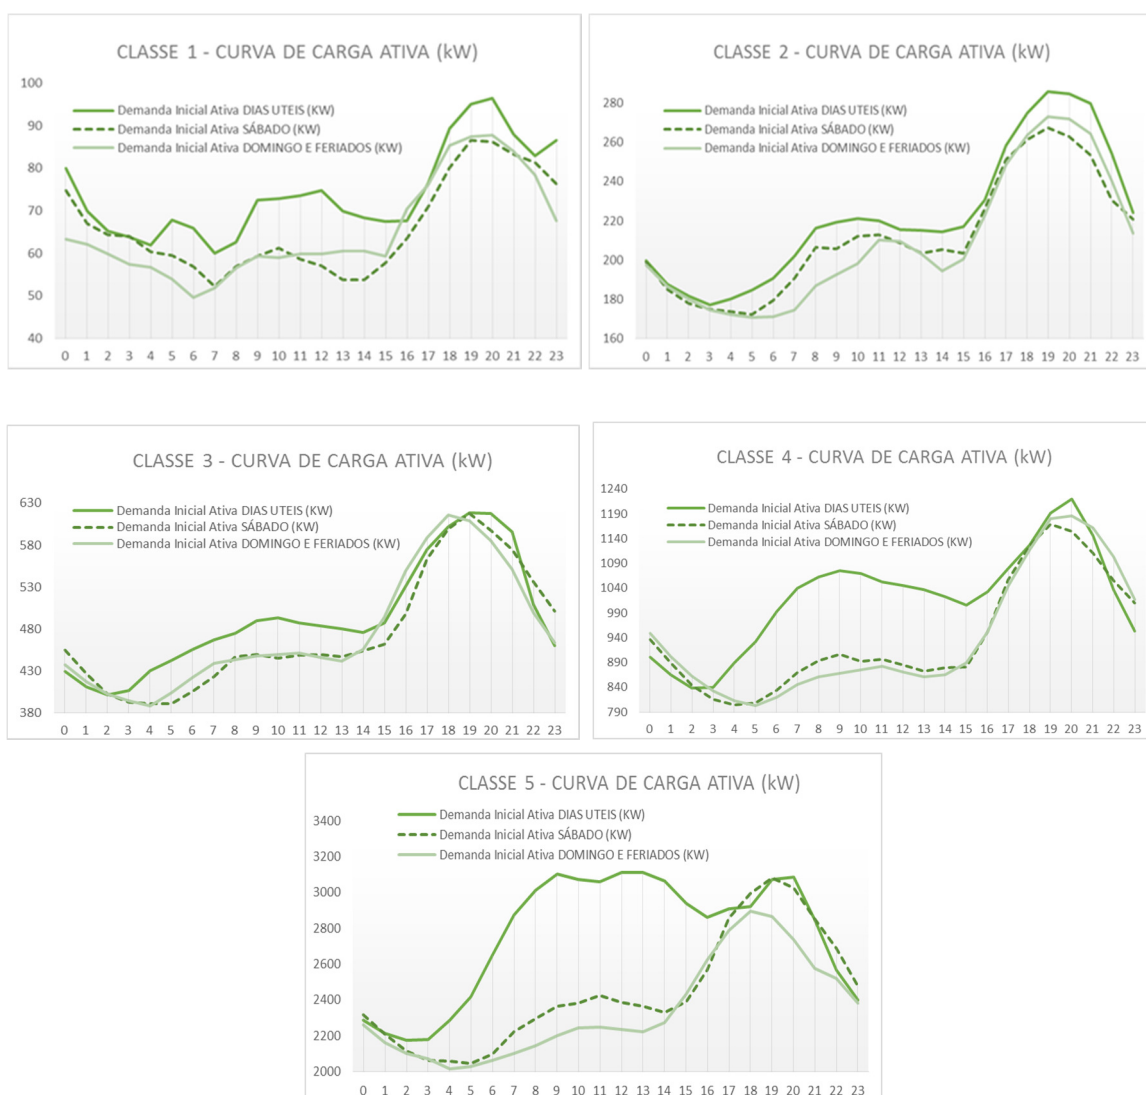 CLASSE 1 - CURVA DE CARGA ATIVA (kW)
100
90
80
70
60
50
40
Demanda Inicial Ativa DIAS UTEIS (KW)
Demanda Inicial Ativa SÁBADO (KW)
Demanda Inicial Ativa DOMINGO E FERIADOS (KW)
0 1 2 3 4 5 6 7 8 9 10 11 12 13 14 15 16 17 18 19 20 21 22 23
CLASSE 2 - CURVA DE CARGA ATIVA (kW)
280
260
240
220
200
180
160
Demanda Inicial Ativa DIAS UTEIS (KW)
Demanda Inicial Ativa SÁBADO (KW)
Demanda Inicial Ativa DOMINGO E FERIADOS (KW)
0 1 2 3 4 5 6 7 8 9 10 11 12 13 14 15 16 17 18 19 20 21 22 23
CLASSE 3 - CURVA DE CARGA ATIVA (kW)
630
580
530
480
430
380
Demanda Inicial Ativa DIAS UTEIS (KW)
Demanda Inicial Ativa SÁBADO (KW)
Demanda Inicial Ativa DOMINGO E FERIADOS (KW)
0 1 2 3 4 5 6 7 8 9 10 11 12 13 14 15 16 17 18 19 20 21 22 23
CLASSE 4 - CURVA DE CARGA ATIVA (kW)
1240
1190
1140
1090
1040
990
940
890
840
790
Demanda Inicial Ativa DIAS UTEIS (KW)
Demanda Inicial Ativa SÁBADO (KW)
Demanda Inicial Ativa DOMINGO E FERIADOS (KW)
0 1 2 3 4 5 6 7 8 9 10 11 12 13 14 15 16 17 18 19 20 21 22 23
CLASSE 5 - CURVA DE CARGA ATIVA (kW)
3400
3200
3000
2800
2600
2400
2200
2000
Demanda Inicial Ativa DIAS UTEIS (KW)
Demanda Inicial Ativa SÁBADO (KW)
Demanda Inicial Ativa DOMINGO E FERIADOS (KW)
0 1 2 3 4 5 6 7 8 9 10 11 12 13 14 15 16 17 18 19 20 21 22 23